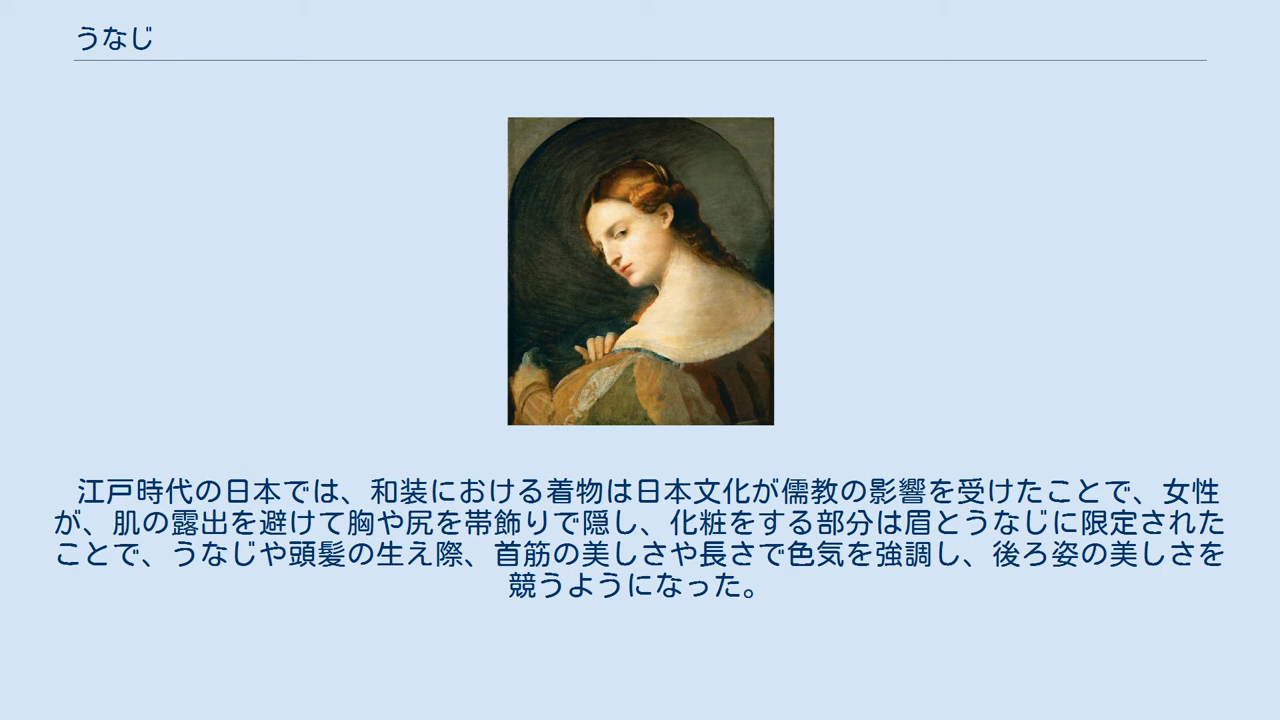 うなじ
江戸時代の日本では、和装における着物は日本文化が儒教の影響を受けたことで、女性
が、肌の露出を避けて胸や尻を帯飾りで隠し、化粧をする部分は眉とうなじに限定された
ことで、うなじや頭髪の生え際、首筋の美しさや長さで色気を強調し、後ろ姿の美しさを
競うようになった。